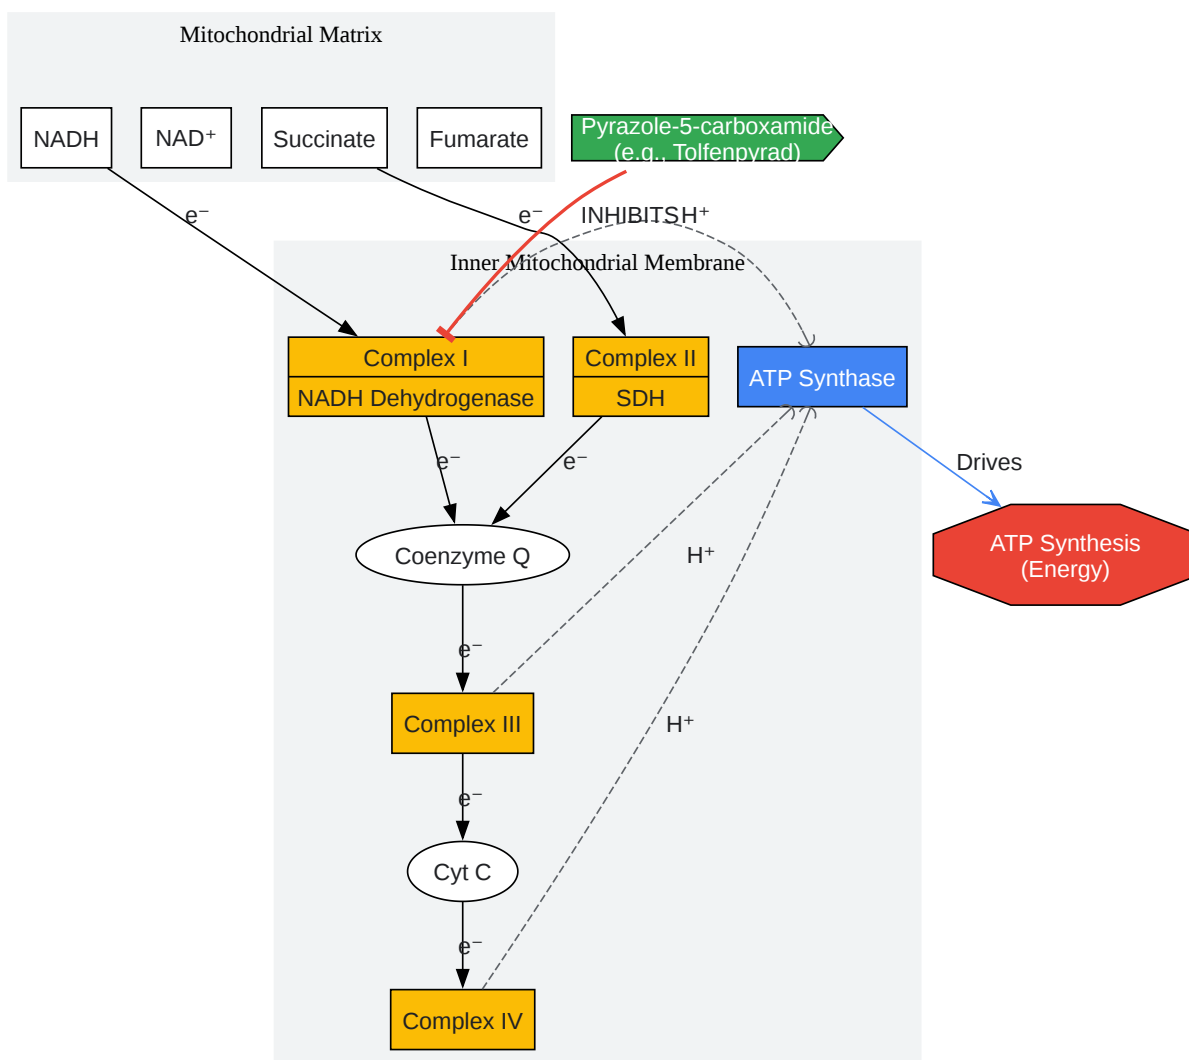 Mitochondrial Matrix
NADH
NAD⁺
Succinate
Fumarate
Pyrazole-5-carboxamide
(e.g., Tolfenpyrad)
e⁻
e⁻
INHIBITS
H⁺
Inner Mitochondrial Membrane
Complex I
NADH Dehydrogenase
Complex II
SDH
ATP Synthase
e⁻
e⁻
Drives
Coenzyme Q
H⁺
ATP Synthesis
(Energy)
e⁻
Complex III
H⁺
e⁻
Cyt C
e⁻
Complex IV